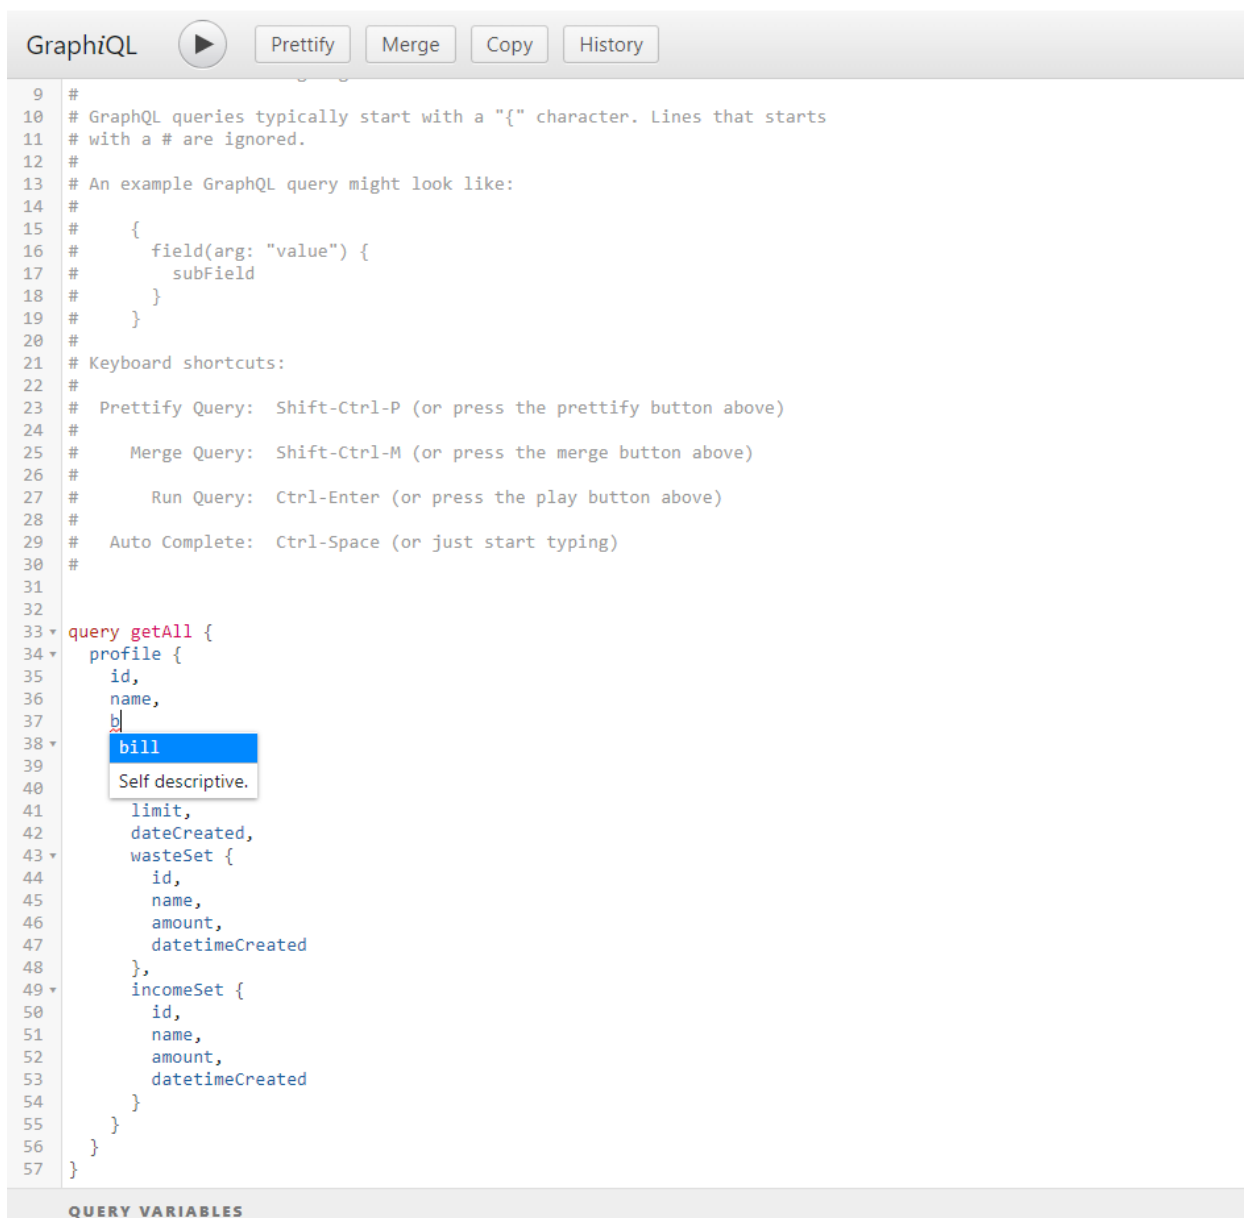 GraphiQL Prettify Merge Copy History
9 #
10 # GraphQL queries typically start with a "{" character. Lines that starts
11 # with a # are ignored.
12 #
13 # An example GraphQL query might look like:
14 #
15 #     {
16 #       field(arg: "value") {
17 #         subField
18 #       }
19 #     }
20 #
21 # Keyboard shortcuts:
22 #
23 #  Prettify Query:  Shift-Ctrl-P (or press the prettify button above)
24 #
25 #     Merge Query:  Shift-Ctrl-M (or press the merge button above)
26 #
27 #       Run Query:  Ctrl-Enter (or press the play button above)
28 #
29 #   Auto Complete:  Ctrl-Space (or just start typing)
30 #
31
32
33 query getAll {
34   profile {
35     id,
36     name,
37     b
38 bill
39
40 Self descriptive.
41       limit,
42       dateCreated,
43       wasteSet {
44         id,
45         name,
46         amount,
47         datetimeCreated
48       },
49       incomeSet {
50         id,
51         name,
52         amount,
53         datetimeCreated
54       }
55     }
56   }
57 }
QUERY VARIABLES